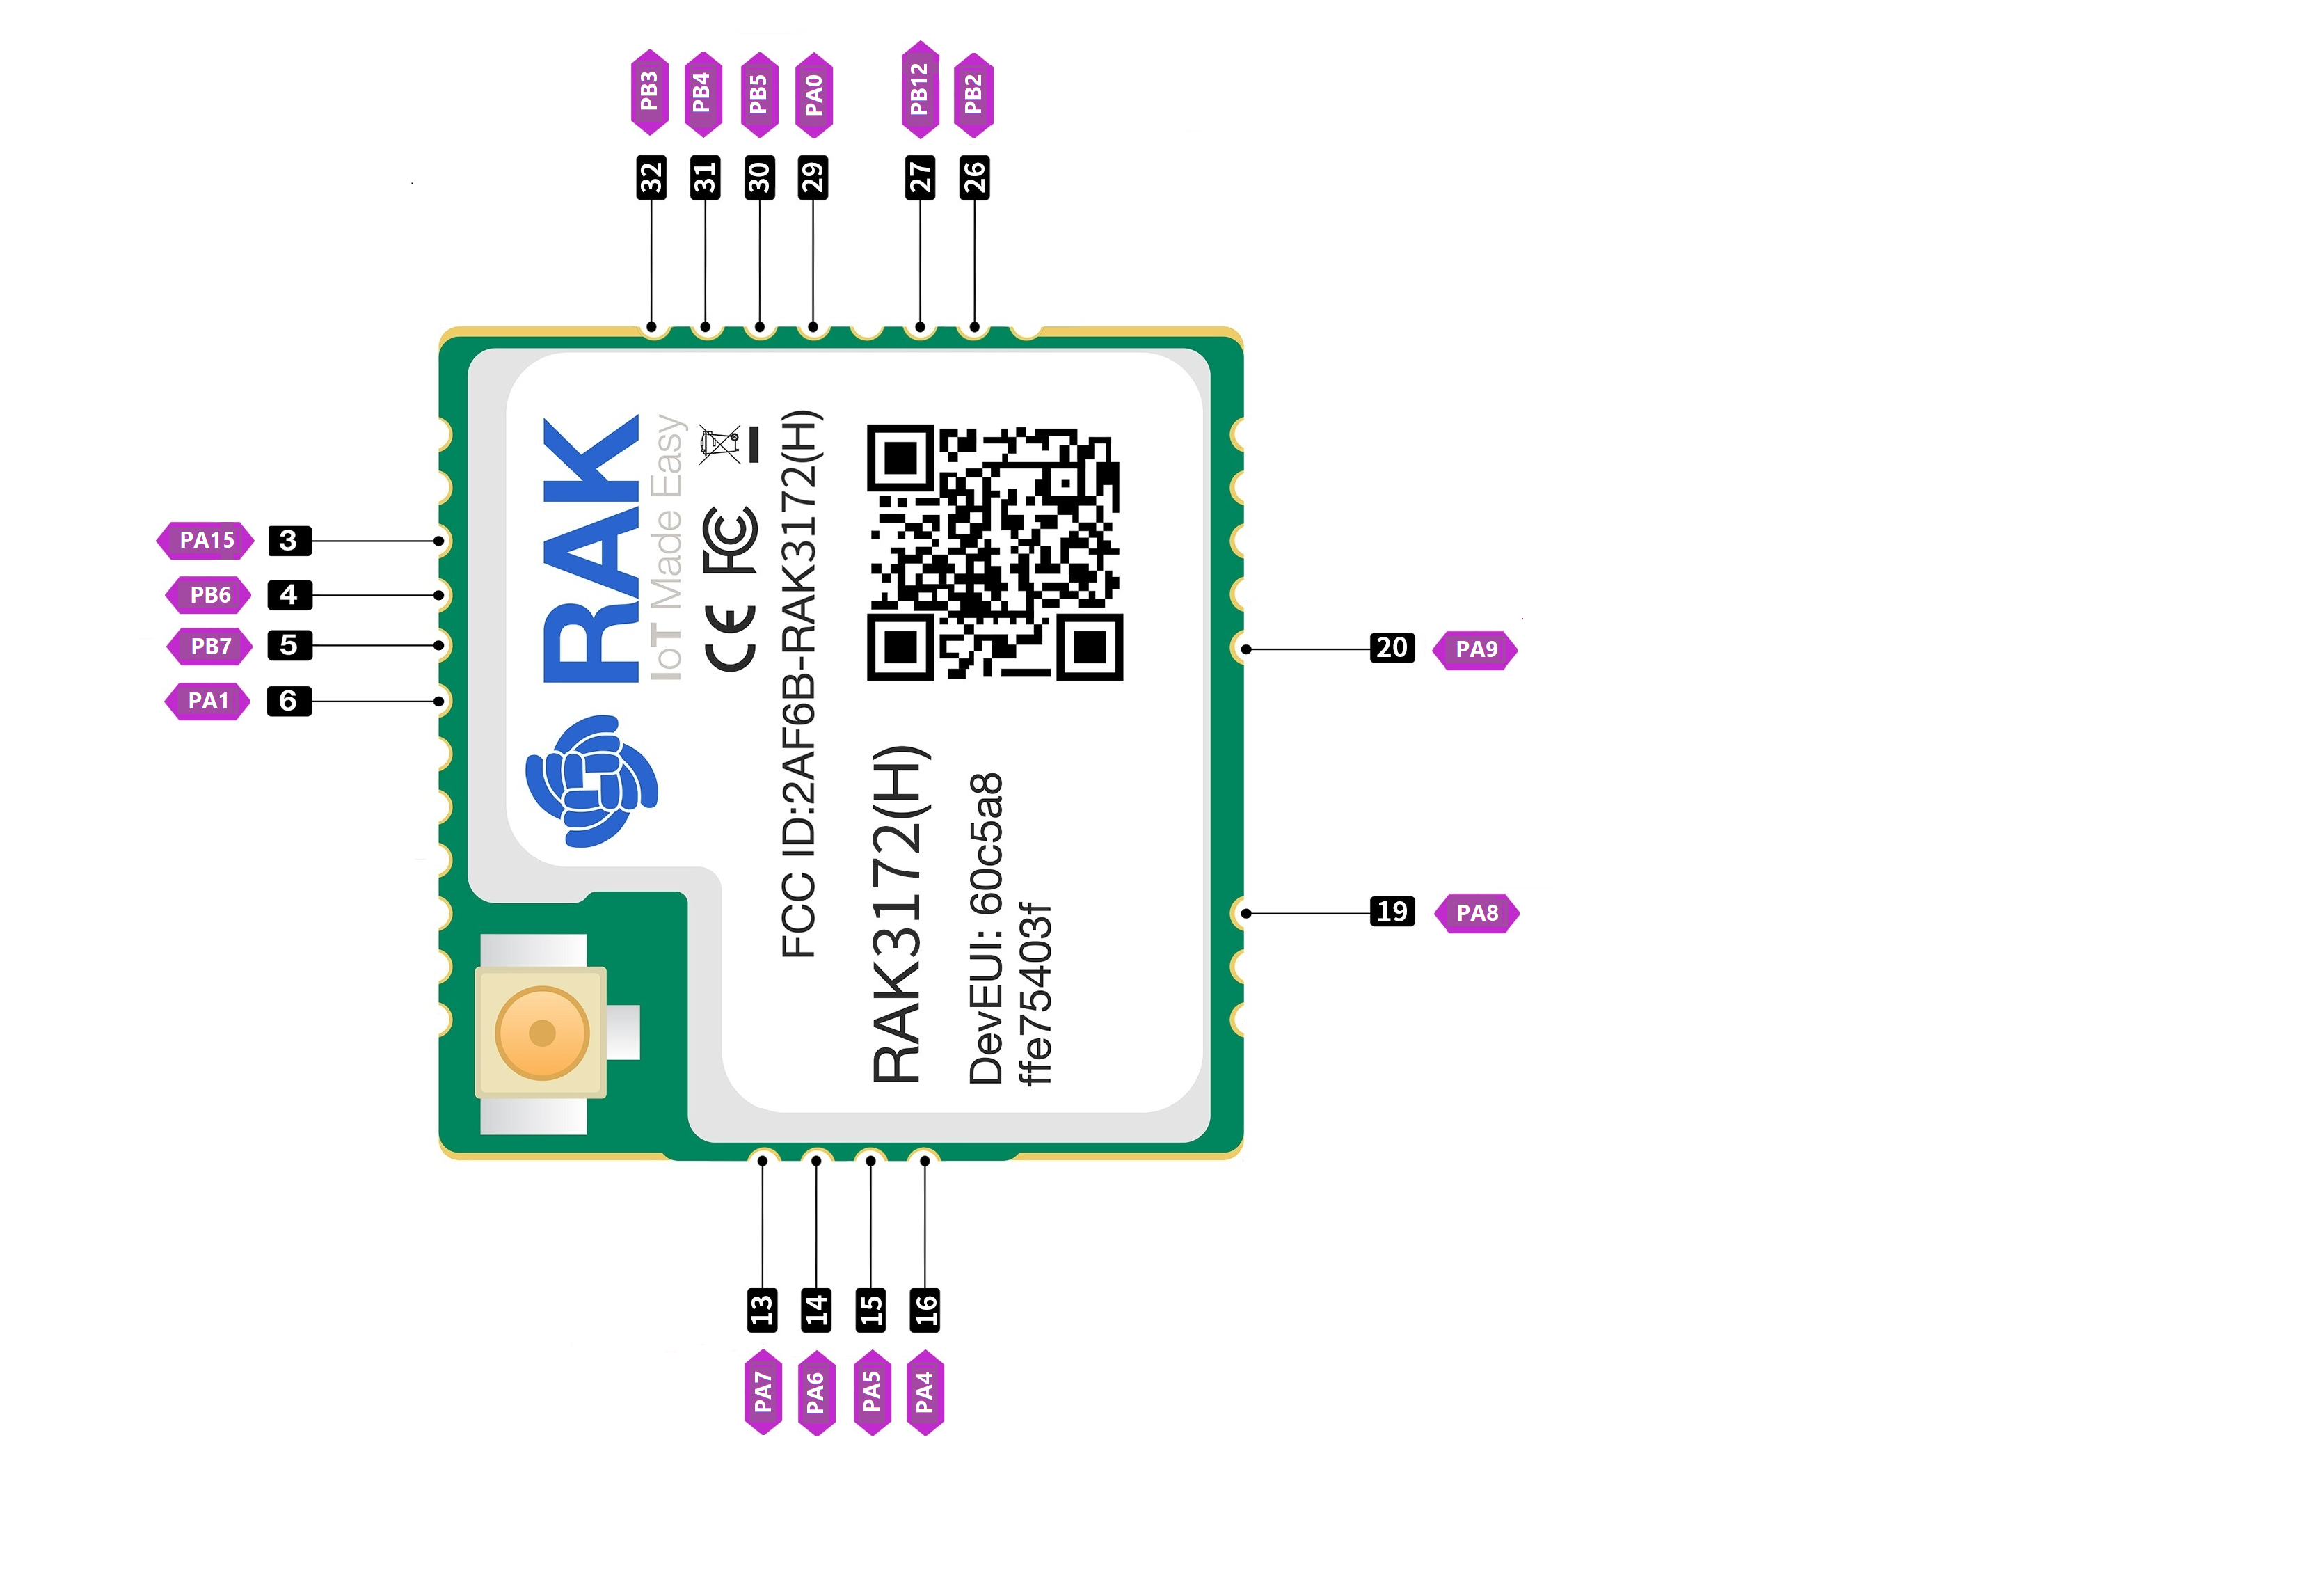 PB3
PB4
PB5
PA0
PB12
PB2
32
31
30
29
27
26
PA15 3
PB6 4
PB7 5
PA1 6
RAK
IoT Made Easy
CE FC
FCC ID:2AF6B-RAK3172(H)
RAK3172(H)
DevEUI: 60c5a8
ffe75403f
20 PA9
19 PA8
13
14
15
16
PA7
PA6
PA5
PA4